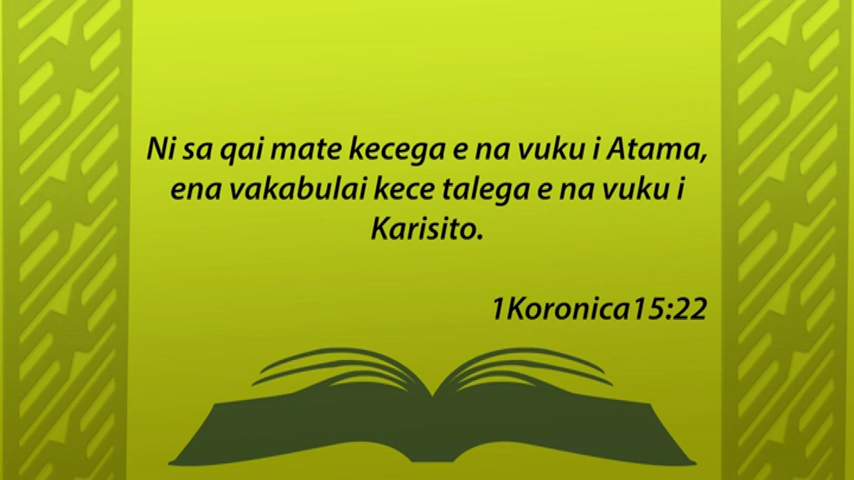 Ni sa qai mate kecega e na vuku i Atama,
ena vakabulai kece talega e na vuku i
Karisito.
1Koronica15:22